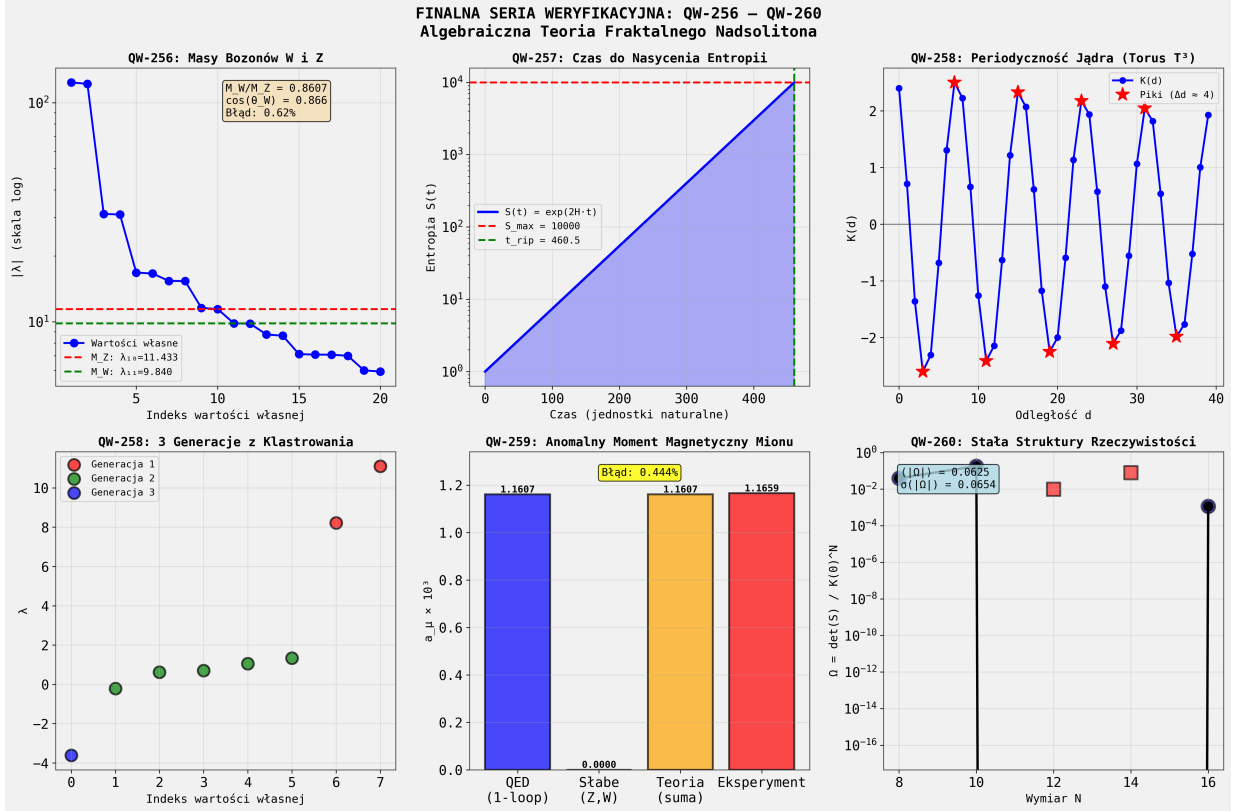 FINALNA SERIA WERYFIKACYJNA: QW-256 – QW-260
Algebraiczna Teoria Fraktalnego Nadsolitona
QW-256: Masy Bozonów W i Z
|λ| (skala log)
10²
10¹
M_W/M_Z = 0.8607
cos(θ_W) = 0.866
Błąd: 0.62%
Wartości własne
M_Z: λ₁₀=11.433
M_W: λ₁₁=9.840
5 10 15 20
Indeks wartości własnej
QW-257: Czas do Nasycenia Entropii
Entropia S(t)
10⁴
10³
10²
10¹
10⁰
S(t) = exp(2H·t)
S_max = 10000
t_rip = 460.5
0 100 200 300 400
Czas (jednostki naturalne)
QW-258: Periodyczność Jądra (Torus T³)
K(d)
2
1
0
−1
−2
K(d)
Piki (Δd ≈ 4)
0 10 20 30 40
Odległość d
QW-258: 3 Generacje z Klastrowania
λ
10
8
6
4
2
0
−2
−4
Generacja 1
Generacja 2
Generacja 3
0 1 2 3 4 5 6 7
Indeks wartości własnej
QW-259: Anomalny Moment Magnetyczny Mionu
a_μ × 10³
1.2
1.0
0.8
0.6
0.4
0.2
0.0
Błąd: 0.444%
1.1607
0.0000
1.1607
1.1659
QED
(1-loop)
Słabe
(Z,W)
Teoria
(suma)
Eksperyment
QW-260: Stała Struktury Rzeczywistości
Ω = det(S) / K(0)^N
10⁰
10⁻²
10⁻⁴
10⁻⁶
10⁻⁸
10⁻¹⁰
10⁻¹²
10⁻¹⁴
10⁻¹⁶
⟨|Ω|⟩ = 0.0625
σ(|Ω|) = 0.0654
8 10 12 14 16
Wymiar N